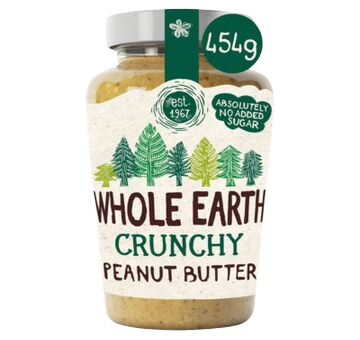 454g
est.
1967
ABSOLUTELY
NO ADDED
SUGAR
WHOLE EARTH
CRUNCHY
PEANUT BUTTER